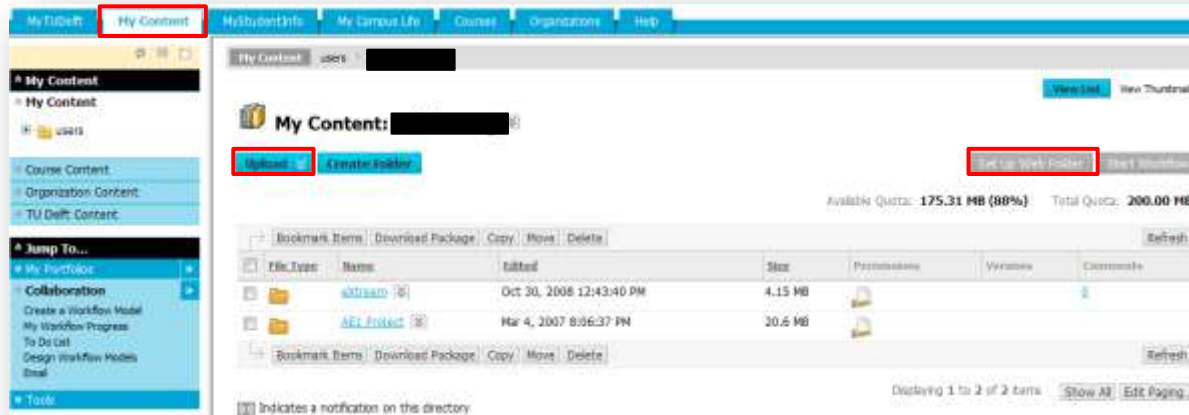 MyTUDelft My Content MyStudentInfo My Campus Life Courses Organizations Help
My Content users
My Content
My Content
users
View List View Thumbnail
My Content:
Upload Create Folder
Set Up Web Folder Start Workflow
Course Content
Organization Content
TU Delft Content
Available Quota: 175.31 MB (88%) Total Quota: 200.00 MB
Jump To...
My Portfolios
Collaboration
Create a Workflow Model
My Workflow Progress
To Do List
Design Workflow Models
Email
Tools
Bookmark Items Download Package Copy Move Delete Refresh
File Type Name Edited Size Permissions Versions Comments
Oct 30, 2008 12:43:40 PM 4.15 MB
AE1 Project Mar 4, 2007 8:06:37 PM 20.6 MB
Bookmark Items Download Package Copy Move Delete Refresh
Displaying 1 to 2 of 2 items Show All Edit Paging
Indicates a notification on this directory